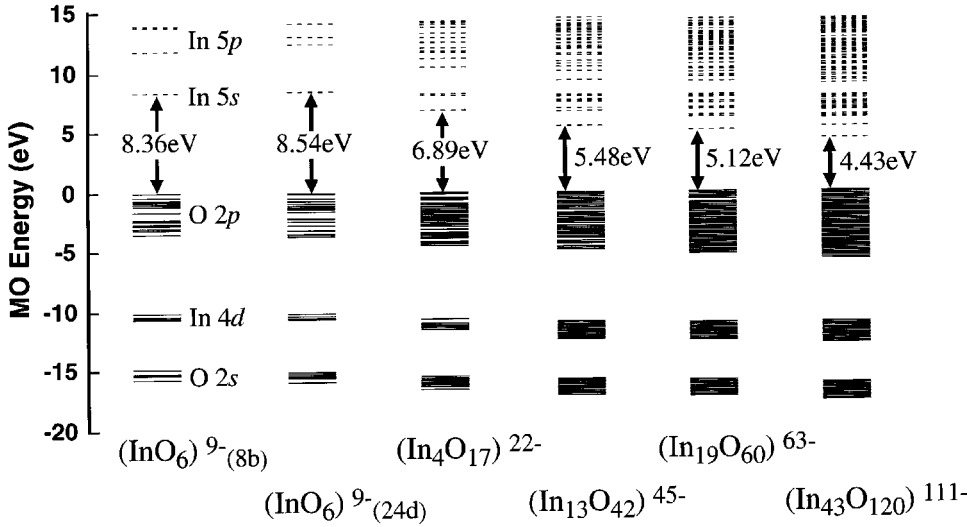 MO Energy (eV)
15
10
5
0
-5
-10
-15
-20
In 5p
In 5s
O 2p
In 4d
O 2s
8.36eV
8.54eV
6.89eV
5.48eV
5.12eV
4.43eV
(InO6) 9-(8b)
(InO6) 9-(24d)
(In4O17) 22-
(In13O42) 45-
(In19O60) 63-
(In43O120) 111-